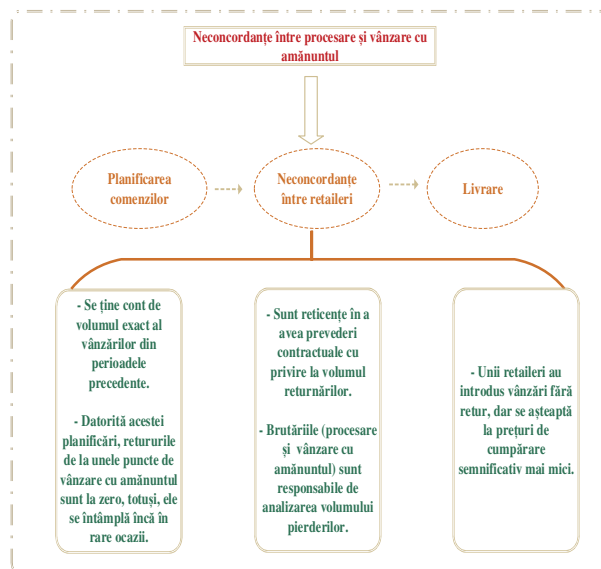 Neconcordanțe între procesare și vânzare cu
amănuntul
Planificarea
comenzilor
Neconcordanțe
între retaileri
Livrare
- Se ține cont de
volumul exact al
vânzărilor din
perioadele
precedente.
- Datorită acestei
planificări, retururile
de la unele puncte de
vânzare cu amănuntul
sunt la zero, totuși, ele
se întâmplă încă în
rare ocazii.
- Sunt reticențe în a
avea prevederi
contractuale cu
privire la volumul
returnărilor.
- Brutăriile (procesare
și vânzare cu
amănuntul) sunt
responsabile de
analizarea volumului
pierderilor.
- Unii retaileri au
introdus vânzări fără
retur, dar se așteaptă
la prețuri de
cumpărare
semnificativ mai mici.